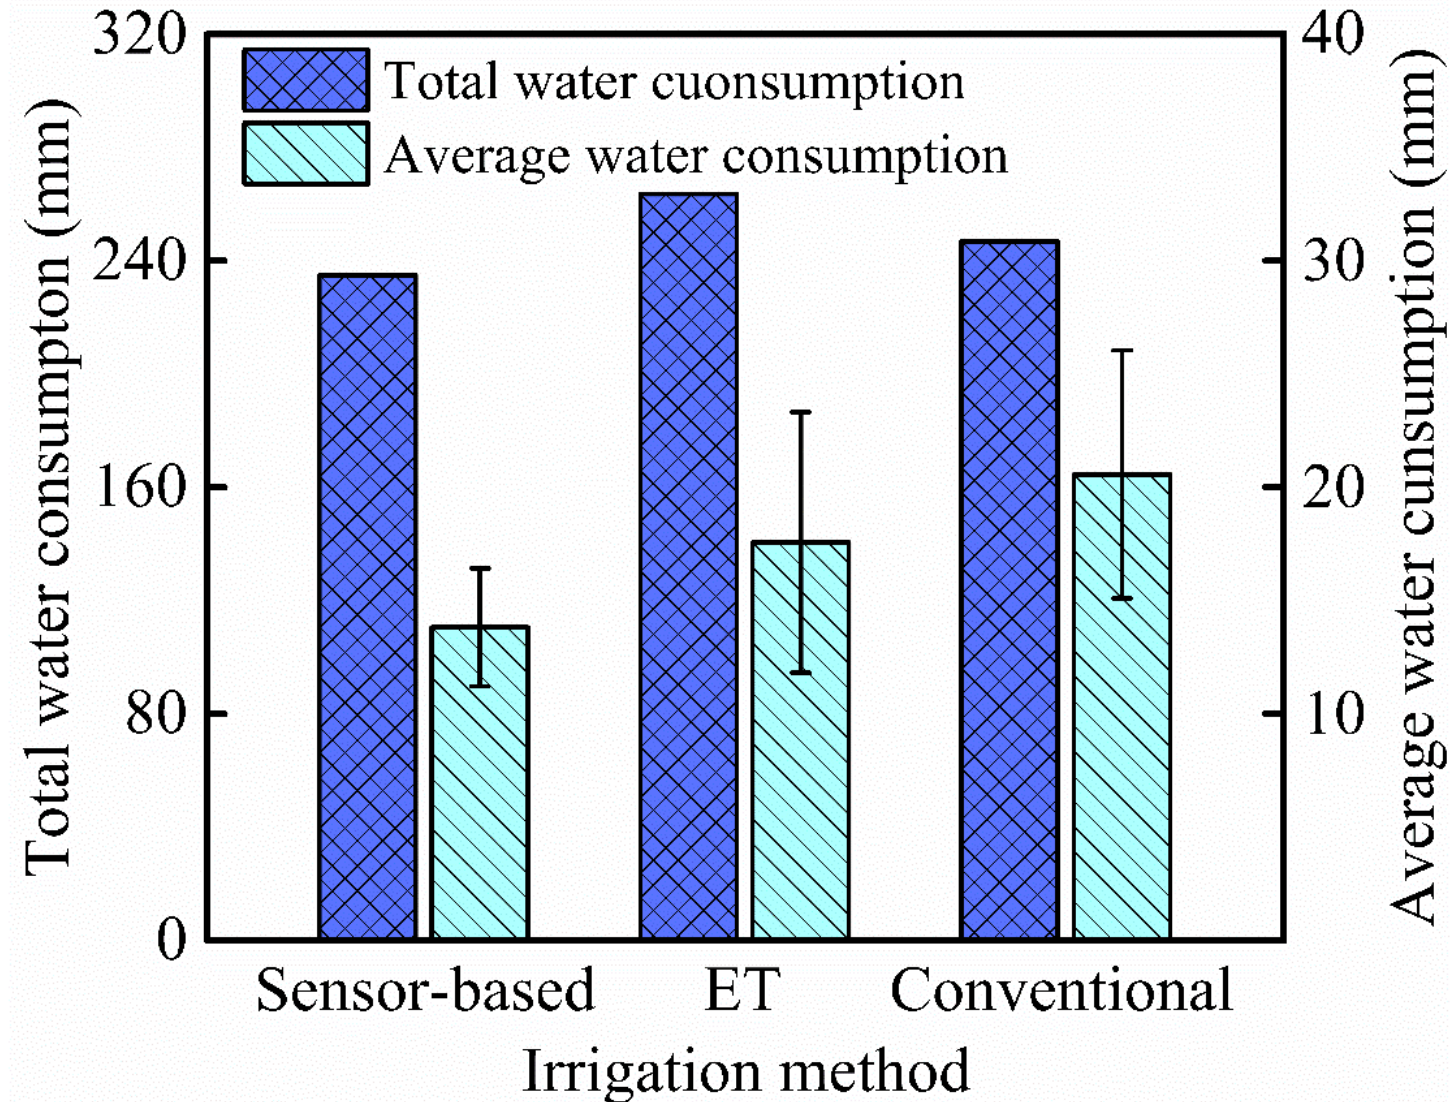 Total water cuonsumption
Average water consumption
Total water consumpton (mm)
320
240
160
80
0
40
30
20
10
Average water cunsumption (mm)
Sensor-based
ET
Conventional
Irrigation method